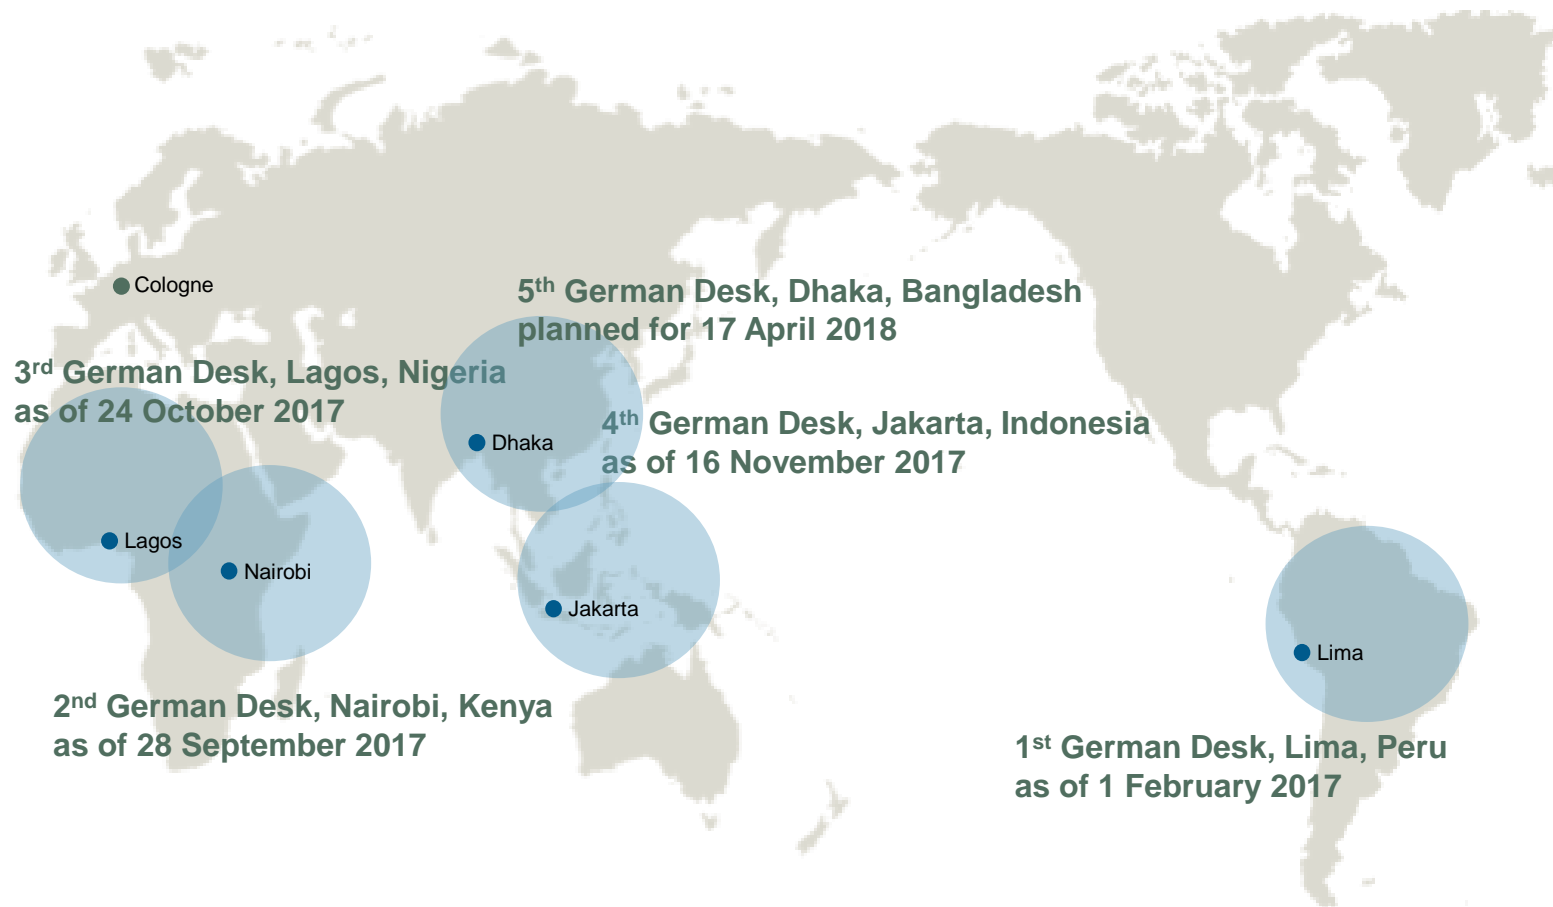 Cologne
5th German Desk, Dhaka, Bangladesh
planned for 17 April 2018
3rd German Desk, Lagos, Nigeria
as of 24 October 2017
4th German Desk, Jakarta, Indonesia
as of 16 November 2017
Dhaka
Lagos
Nairobi
Jakarta
Lima
2nd German Desk, Nairobi, Kenya
as of 28 September 2017
1st German Desk, Lima, Peru
as of 1 February 2017